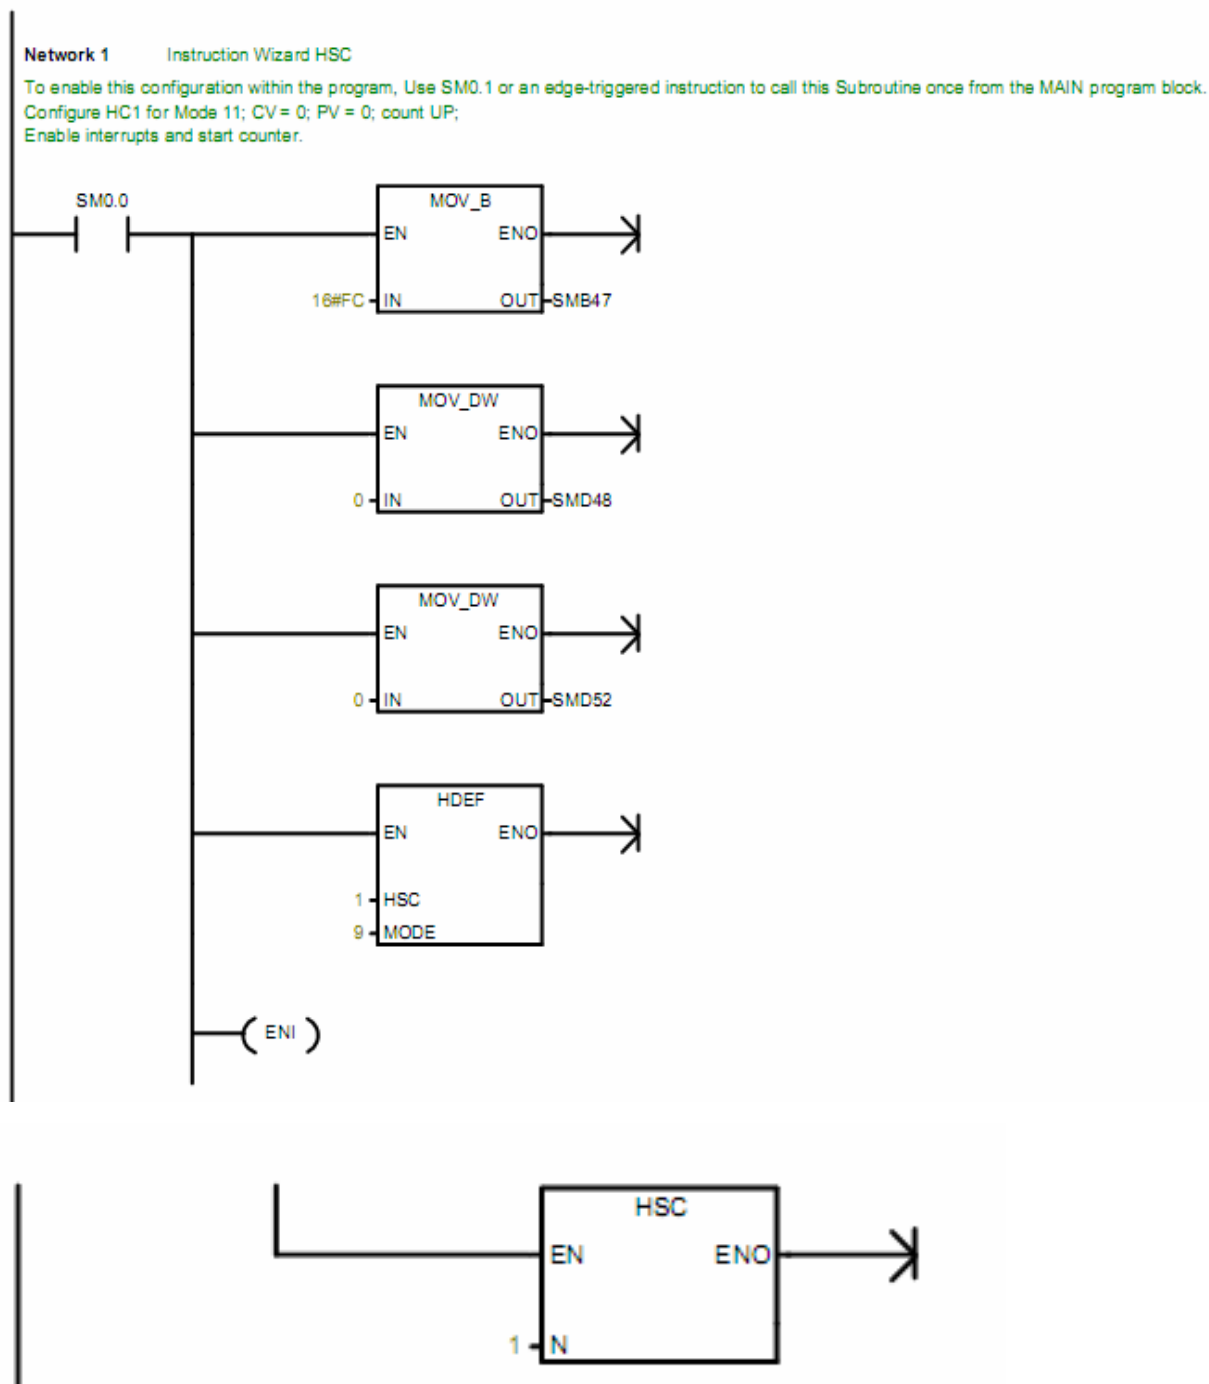 Network 1 Instruction Wizard HSC
To enable this configuration within the program, Use SM0.1 or an edge-triggered instruction to call this Subroutine once from the MAIN program block.
Configure HC1 for Mode 11; CV = 0; PV = 0; count UP;
Enable interrupts and start counter.
SM0.0
MOV_B
EN ENO
16#FC IN OUT SMB47
MOV_DW
EN ENO
0 IN OUT SMD48
MOV_DW
EN ENO
0 IN OUT SMD52
HDEF
EN ENO
1 HSC
9 MODE
ENI
HSC
EN ENO
1 N